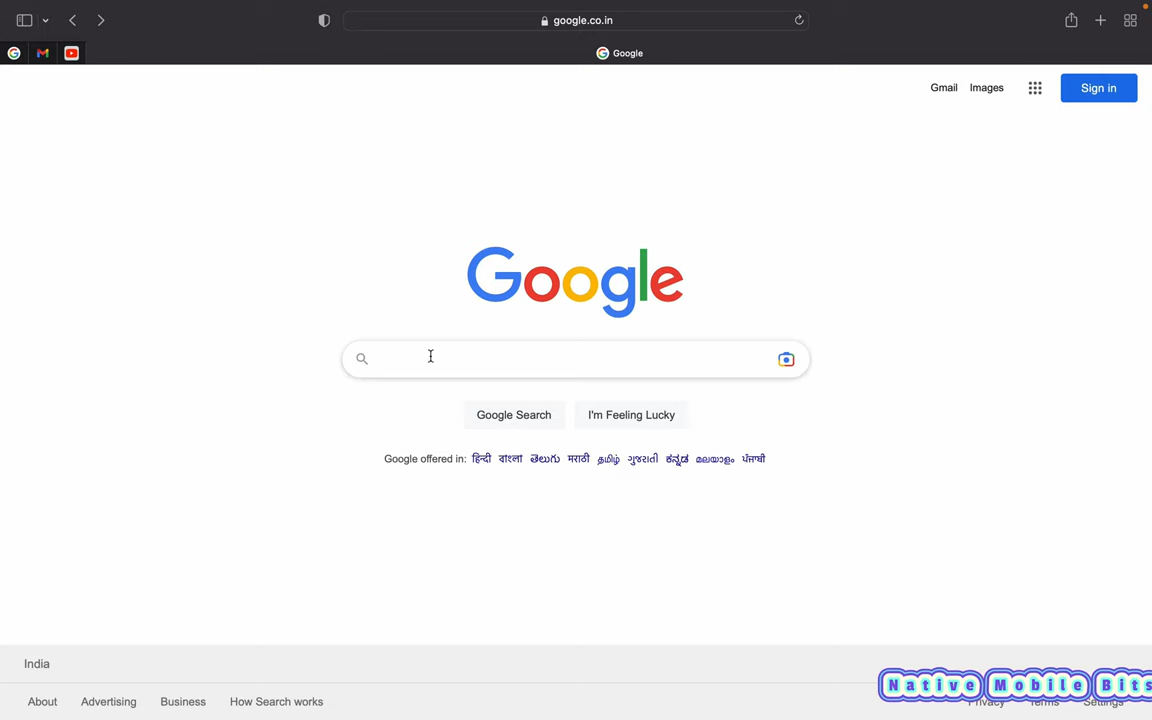 google.co.in
Google
Gmail Images Sign in
Google
Google Search I'm Feeling Lucky
Google offered in: हिन्दी বাংলা తెలుగు मराठी தமிழ் ગુજરાતી ಕನ್ನಡ മലയാളം ਪੰਜਾਬੀ
India
Native Mobile Bits
About Advertising Business How Search works Privacy Terms Settings